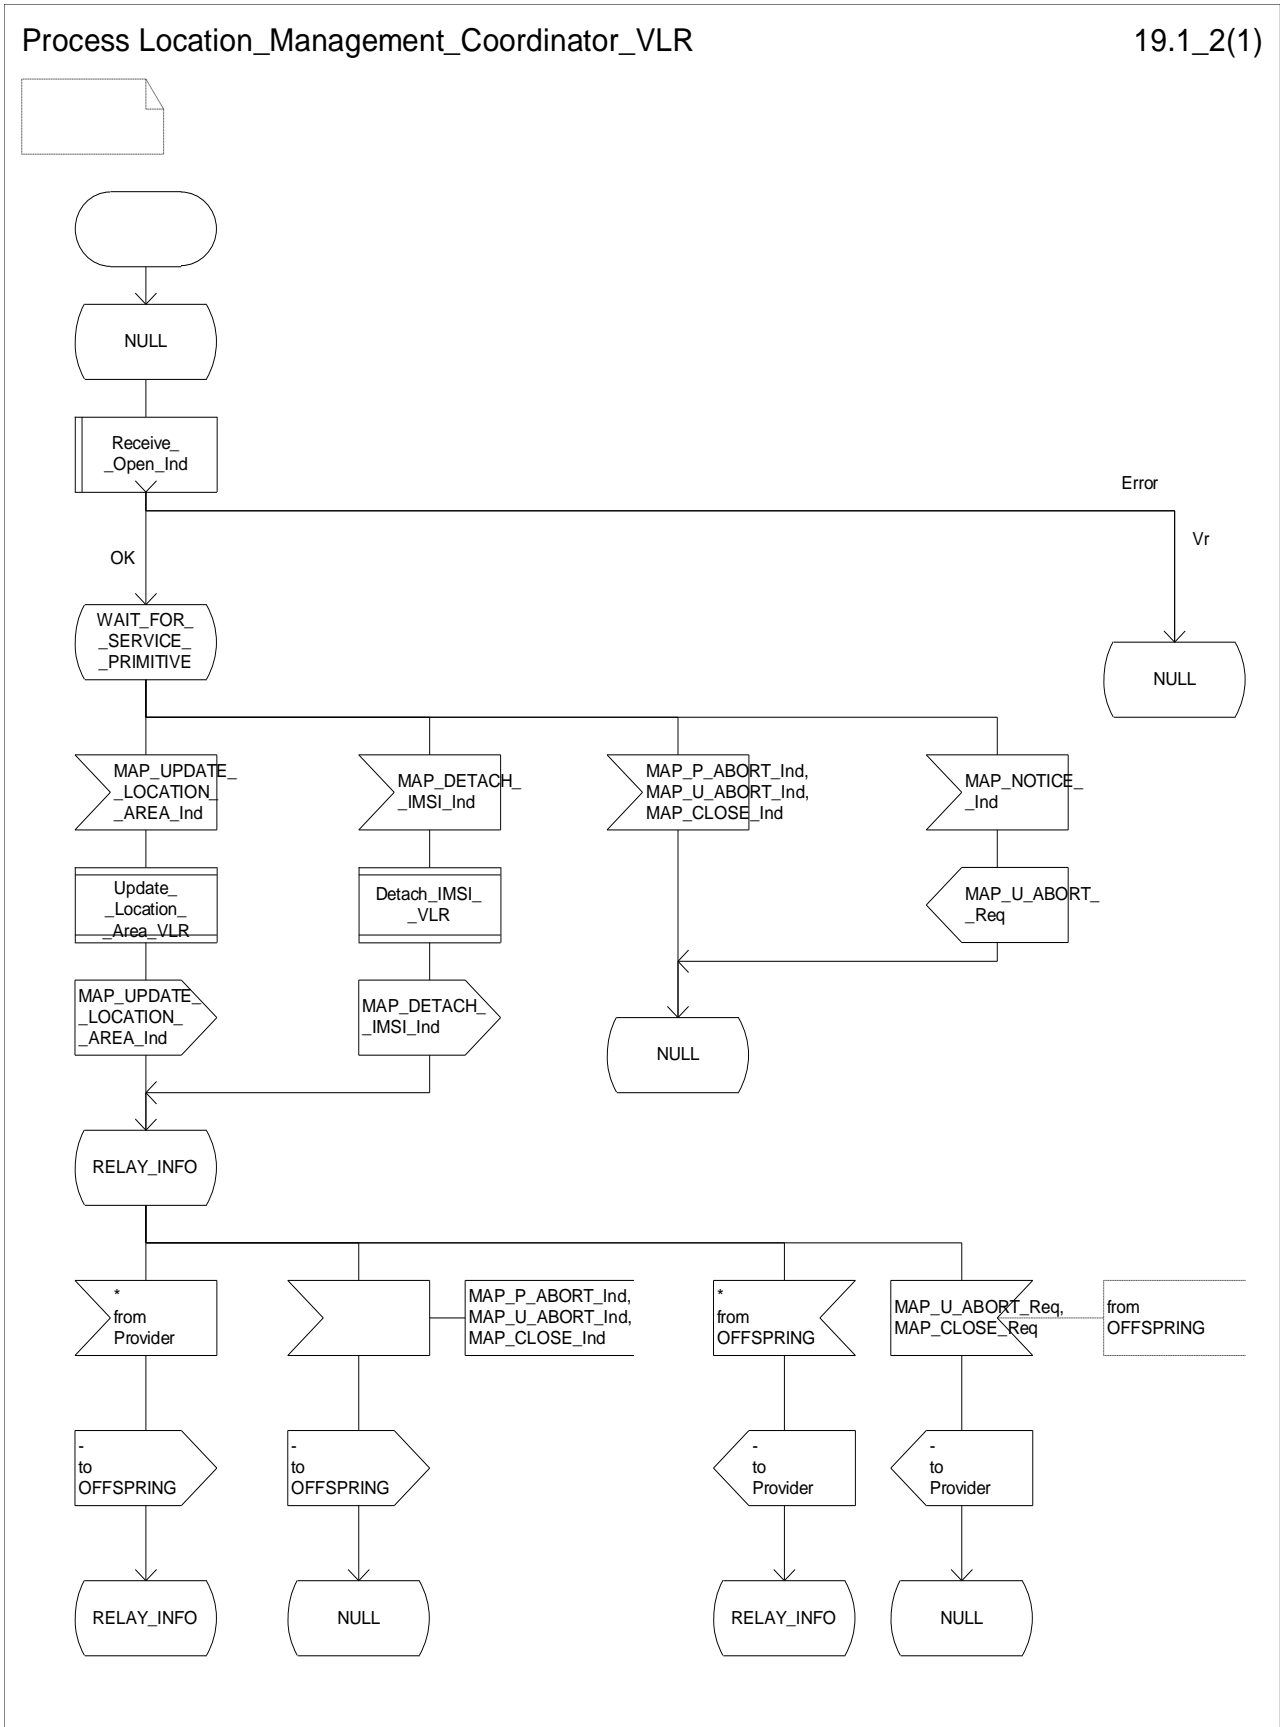 Process Location_Management_Coordinator_VLR
19.1_2(1)
NULL
Receive_
_Open_Ind
Error
Vr
OK
WAIT_FOR_
_SERVICE_
_PRIMITIVE
NULL
MAP_UPDATE_
_LOCATION_
_AREA_Ind
MAP_DETACH_
_IMSI_Ind
MAP_P_ABORT_Ind,
MAP_U_ABORT_Ind,
MAP_CLOSE_Ind
MAP_NOTICE_
_Ind
Update_
_Location_
_Area_VLR
Detach_IMSI_
_VLR
MAP_U_ABORT_
_Req
MAP_UPDATE_
_LOCATION_
_AREA_Ind
MAP_DETACH_
_IMSI_Ind
NULL
RELAY_INFO
*
from
Provider
MAP_P_ABORT_Ind,
MAP_U_ABORT_Ind,
MAP_CLOSE_Ind
*
from
OFFSPRING
MAP_U_ABORT_Req,
MAP_CLOSE_Req
from
OFFSPRING
-
to
OFFSPRING
-
to
OFFSPRING
-
to
Provider
-
to
Provider
RELAY_INFO
NULL
RELAY_INFO
NULL